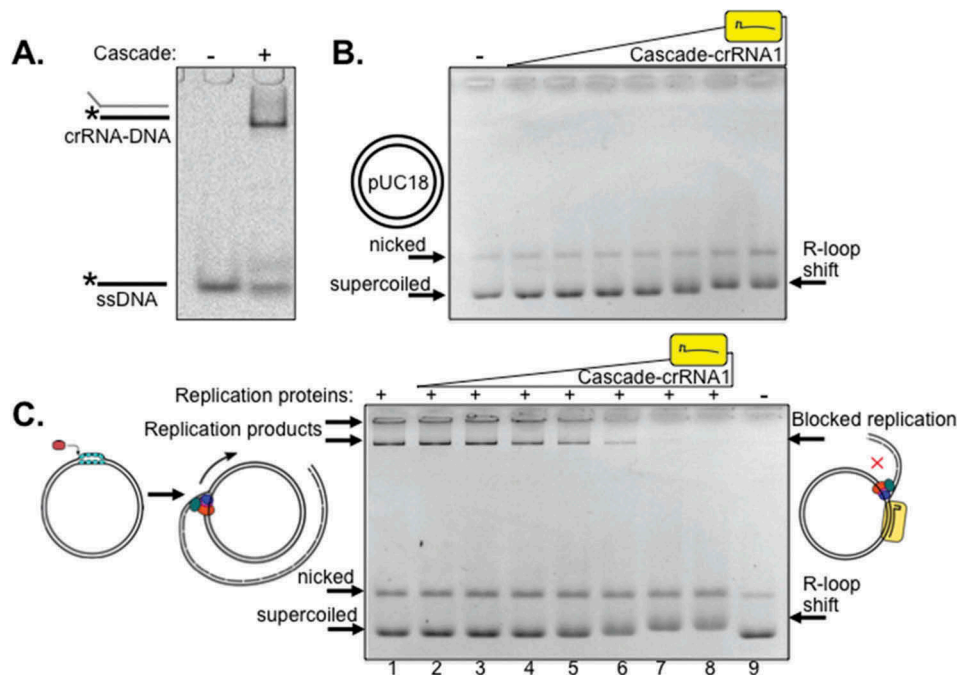 A.
Cascade: - +
*
crRNA-DNA
*
ssDNA
B.
-
Cascade-crRNA1
pUC18
nicked
supercoiled
R-loop
shift
C.
Cascade-crRNA1
Replication proteins: + + + + + + + + -
Replication products
Blocked replication
nicked
supercoiled
R-loop
shift
1 2 3 4 5 6 7 8 9